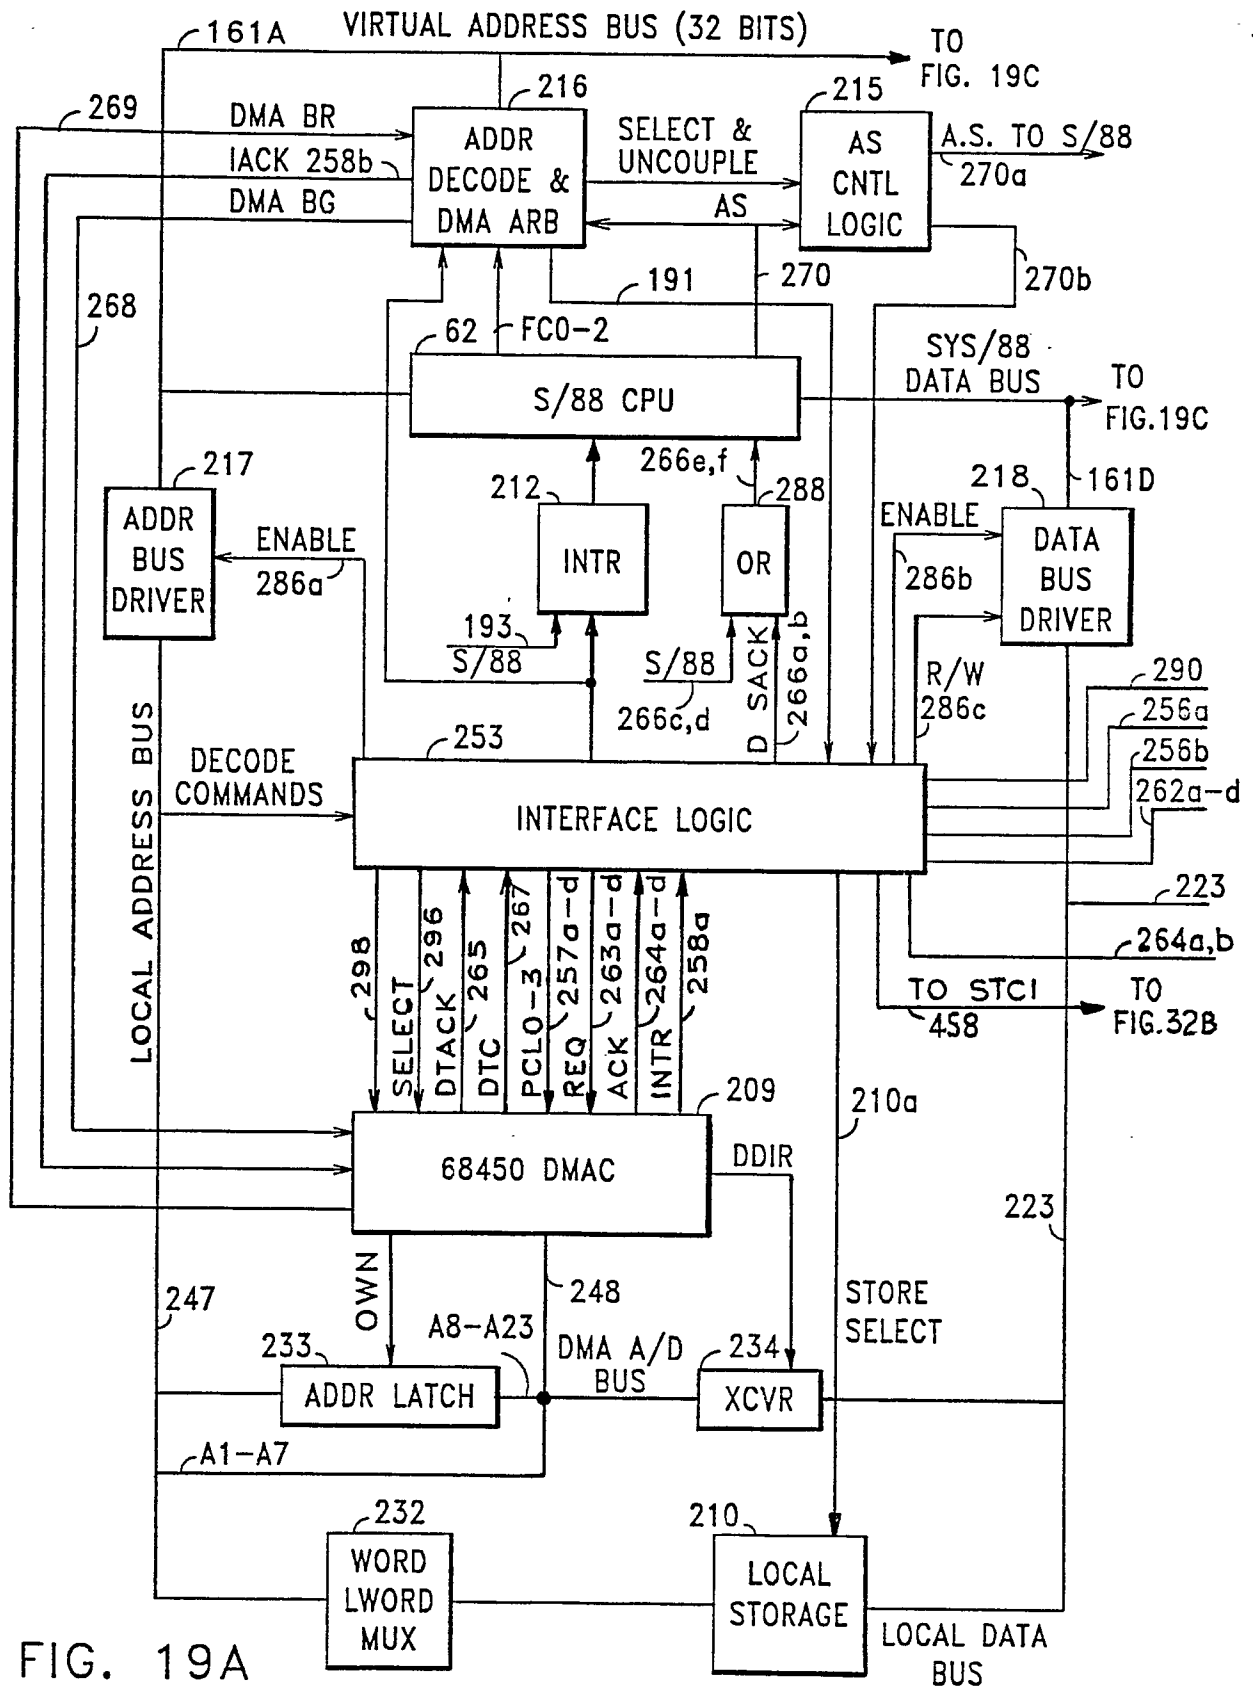 VIRTUAL ADDRESS BUS (32 BITS)
161A
TO
FIG. 19C
216
215
269
DMA BR
ADDR
DECODE &
DMA ARB
SELECT &
UNCOUPLE
AS
CNTL
LOGIC
A.S. TO S/88
270a
IACK 258b
DMA BG
AS
268
191
270
270b
62
FC0-2
SYS/88
DATA BUS
TO
FIG.19C
S/88 CPU
217
212
266e,f
288
218
161D
ADDR
BUS
DRIVER
ENABLE
286a
INTR
OR
ENABLE
286b
DATA
BUS
DRIVER
193
S/88
S/88
266c,d
D SACK
266a,b
R/W
286c
290
256a
256b
262a-d
253
LOCAL ADDRESS BUS
DECODE
COMMANDS
INTERFACE LOGIC
223
264a,b
298
SELECT
296
DTACK
265
DTC
267
PCL0-3
257a-d
REQ
263a-d
ACK
264a-d
INTR
258a
TO STCI
458
TO
FIG.32B
209
210a
68450 DMAC
DDIR
223
OWN
248
247
STORE
SELECT
233
A8-A23
DMA A/D
BUS
234
ADDR LATCH
XCVR
A1-A7
232
210
WORD
LWORD
MUX
LOCAL
STORAGE
LOCAL DATA
BUS
FIG. 19A